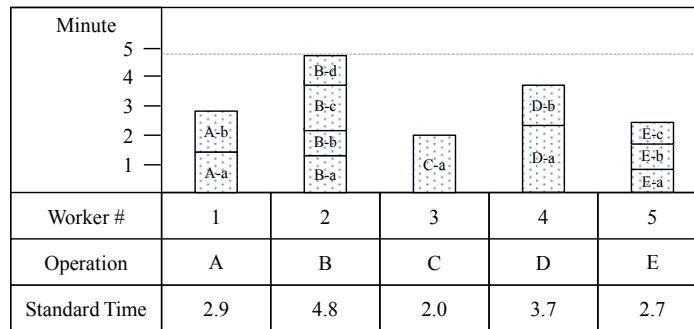 Minute
5
4
3
2
1
A-b
A-a
B-d
B-c
B-b
B-a
C-a
D-b
D-a
E-c
E-b
E-a
Worker # 1 2 3 4 5
Operation A B C D E
Standard Time 2.9 4.8 2.0 3.7 2.7